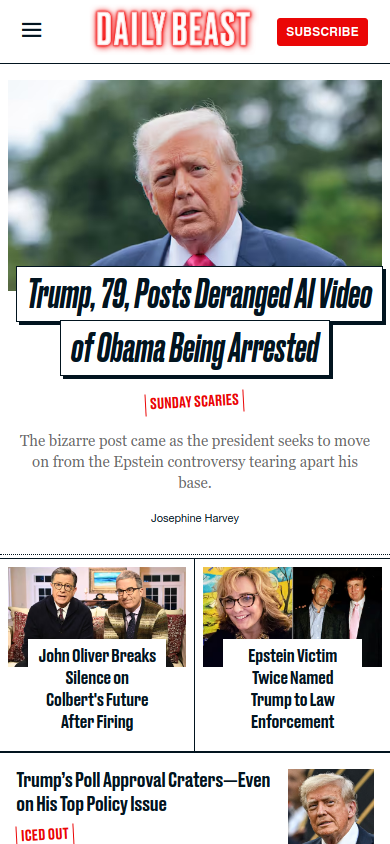 DAILY BEAST
SUBSCRIBE
Trump, 79, Posts Deranged AI Video
of Obama Being Arrested
SUNDAY SCARIES
The bizarre post came as the president seeks to move
on from the Epstein controversy tearing apart his
base.
Josephine Harvey
John Oliver Breaks
Silence on
Colbert's Future
After Firing
Epstein Victim
Twice Named
Trump to Law
Enforcement
Trump’s Poll Approval Craters—Even
on His Top Policy Issue
ICED OUT